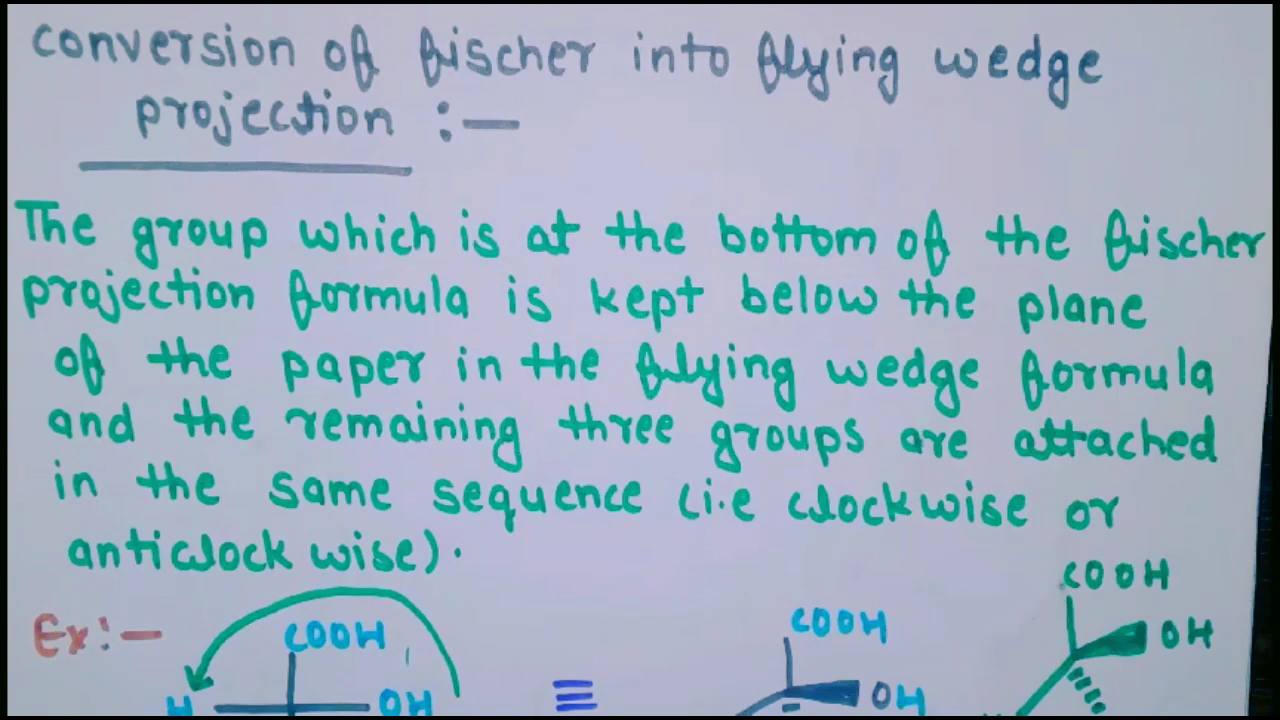 conversion of fischer into flying wedge
projection :—
The group which is at the bottom of the fischer
projection formula is kept below the plane
of the paper in the flying wedge formula
and the remaining three groups are attached
in the same sequence (i.e clockwise or
anticlockwise).
Ex:—
COOH
H OH
≡
COOH
OH
COOH
OH